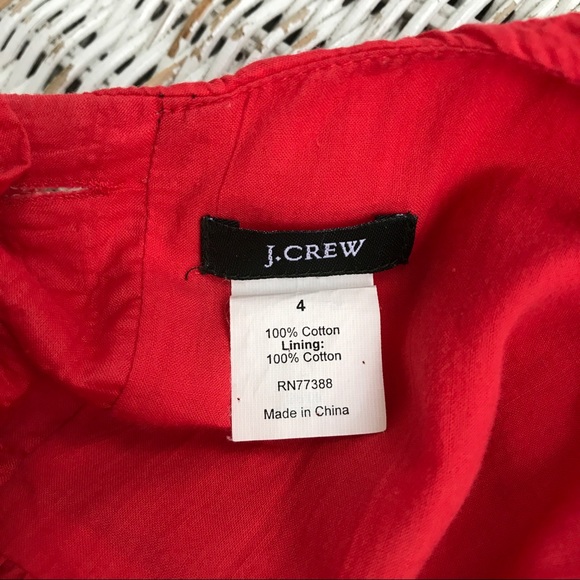 J.CREW
4
100% Cotton
Lining:
100% Cotton
RN77388
Made in China